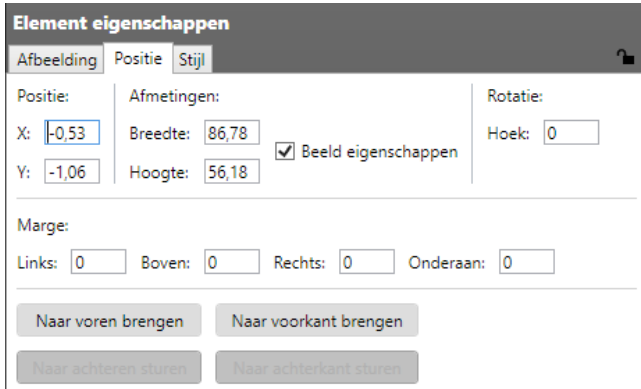 Element eigenschappen
Afbeelding Positie Stijl
Positie: Afmetingen: Rotatie:
X: -0,53 Breedte: 86,78 Beeld eigenschappen Hoek: 0
Y: -1,06 Hoogte: 56,18
Marge:
Links: 0 Boven: 0 Rechts: 0 Onderaan: 0
Naar voren brengen Naar voorkant brengen
Naar achteren sturen Naar achterkant sturen